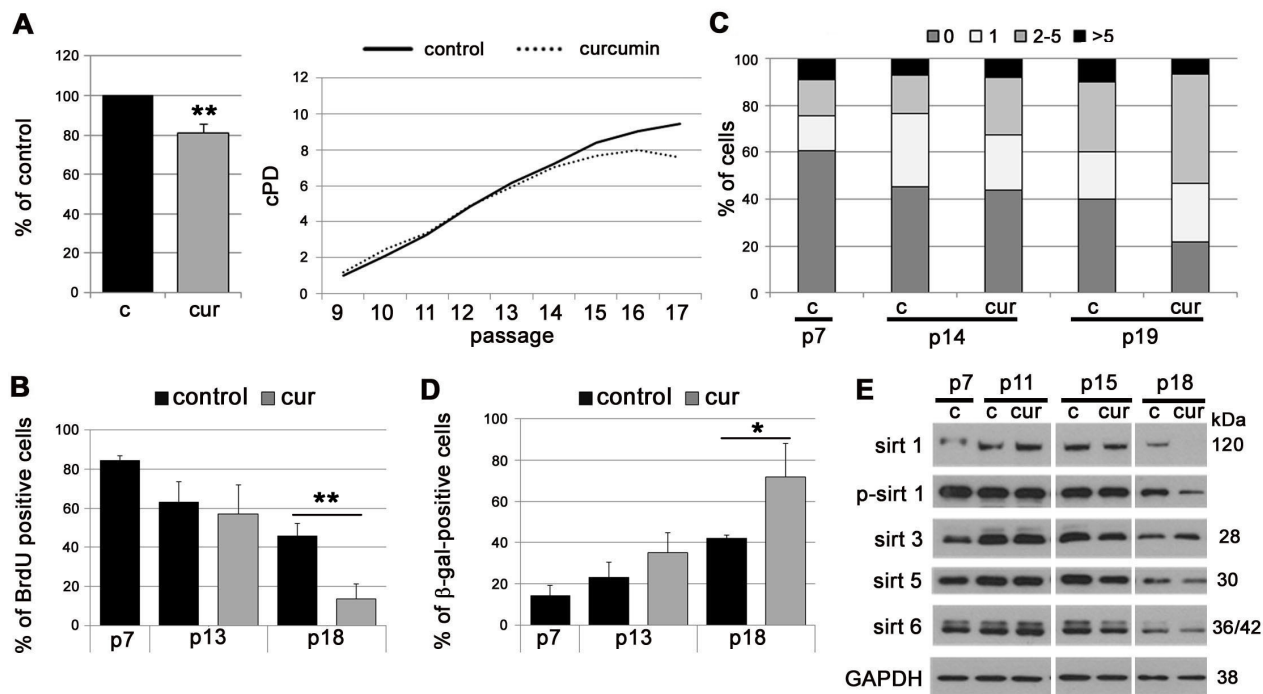 A
120
100
80
60
40
20
0
% of control
**
c cur
control curcumin
12
10
8
6
4
2
0
cPD
9 10 11 12 13 14 15 16 17
passage
C
0 1 2-5 >5
100
80
60
40
20
0
% of cells
c c cur c cur
p7 p14 p19
B
control cur
100
80
60
40
20
0
% of BrdU positive cells
**
p7 p13 p18
D
control cur
100
80
60
40
20
0
% of β-gal-positive cells
*
p7 p13 p18
E
p7 p11 p15 p18
c c cur c cur c cur kDa
sirt 1 120
p-sirt 1
sirt 3 28
sirt 5 30
sirt 6 36/42
GAPDH 38